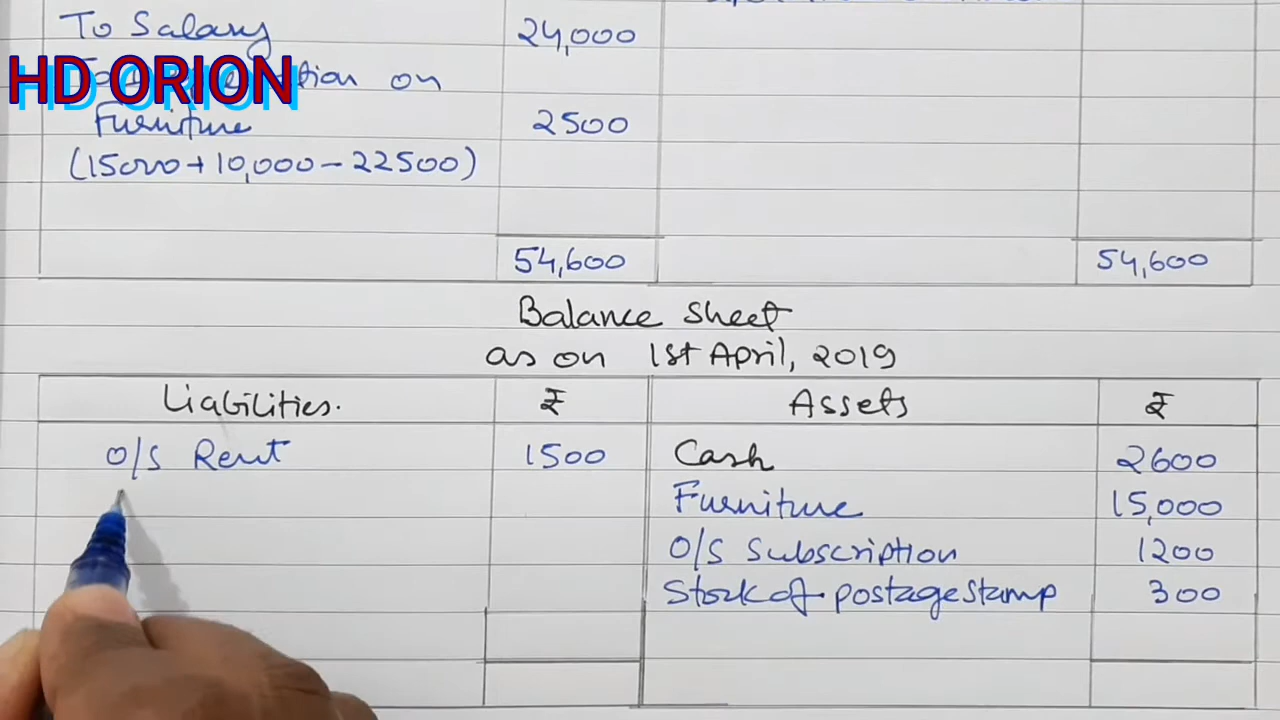 To Salary 24,000
HD ORION
on
Furniture 2500
(15000+10,000-22500)
54,600 54,600
Balance Sheet
as on 1st April, 2019
Liabilities. ₹ Assets ₹
O/S Rent 1500 Cash 2600
Furniture 15,000
O/S Subscription 1200
Stock of postage stamp 300